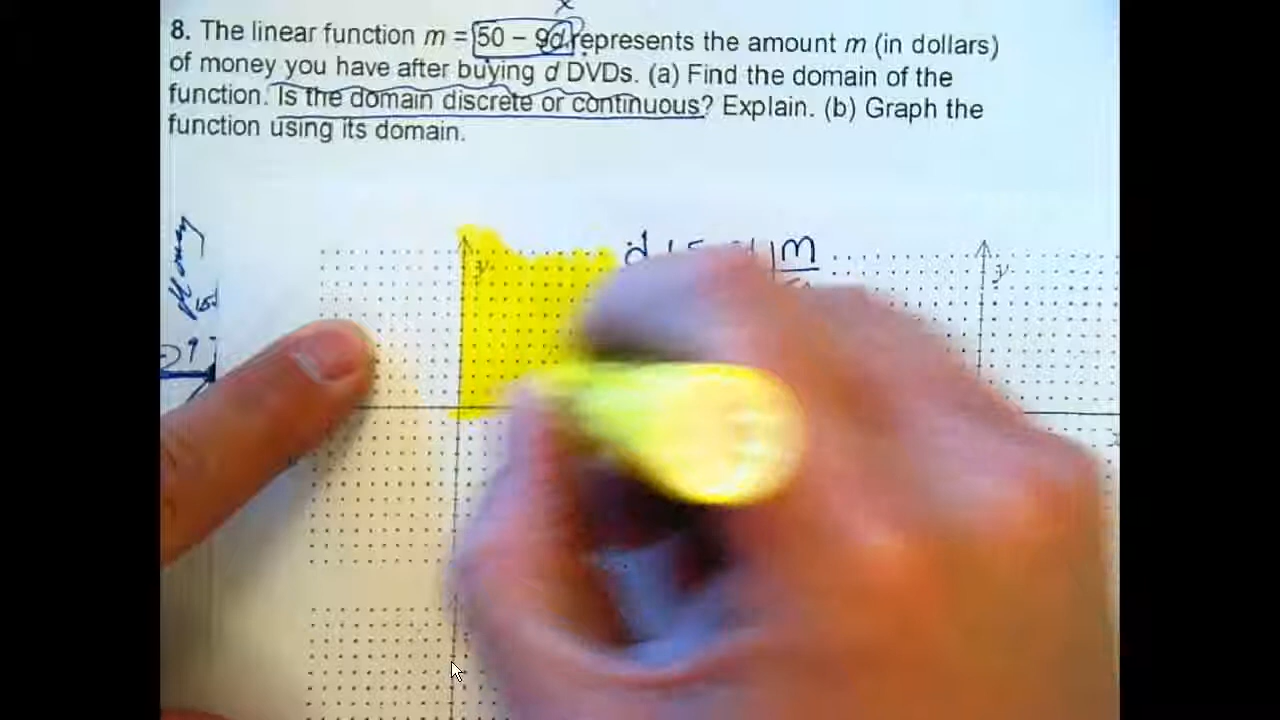 x
8. The linear function m = 50 – 9d represents the amount m (in dollars)
of money you have after buying d DVDs. (a) Find the domain of the
function. Is the domain discrete or continuous? Explain. (b) Graph the
function using its domain.
Money
d
m
y
y